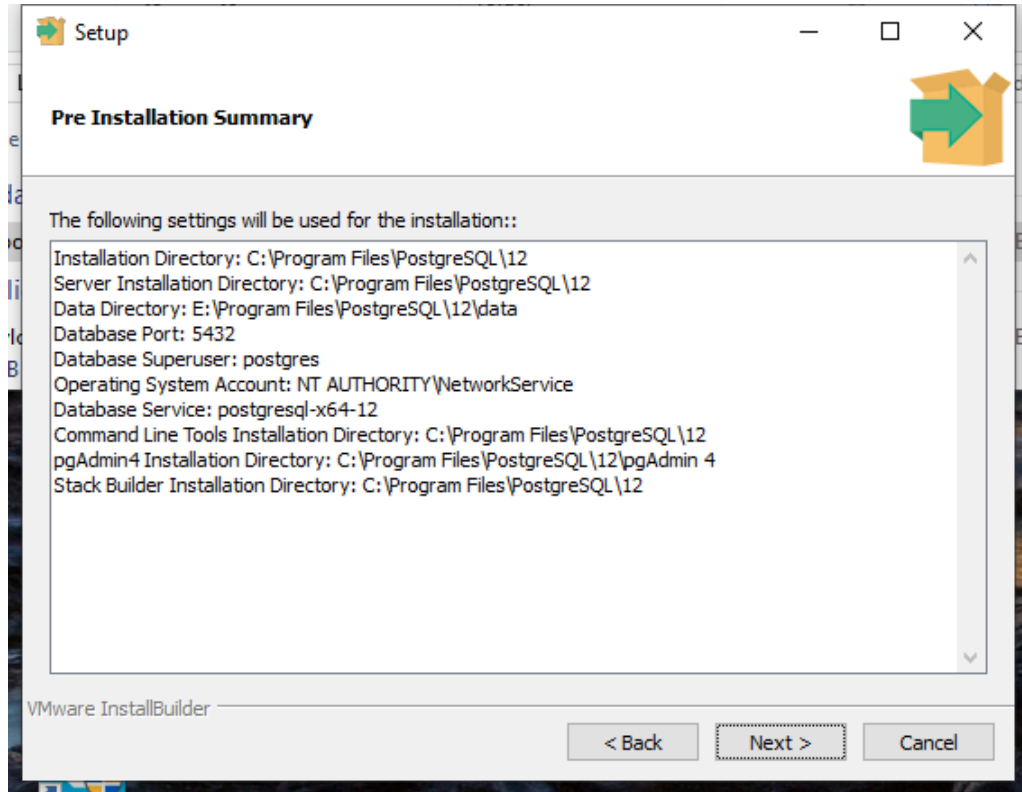 Setup
Pre Installation Summary
The following settings will be used for the installation::
Installation Directory: C:\Program Files\PostgreSQL\12
Server Installation Directory: C:\Program Files\PostgreSQL\12
Data Directory: E:\Program Files\PostgreSQL\12\data
Database Port: 5432
Database Superuser: postgres
Operating System Account: NT AUTHORITY\NetworkService
Database Service: postgresql-x64-12
Command Line Tools Installation Directory: C:\Program Files\PostgreSQL\12
pgAdmin4 Installation Directory: C:\Program Files\PostgreSQL\12\pgAdmin 4
Stack Builder Installation Directory: C:\Program Files\PostgreSQL\12
VMware InstallBuilder
< Back
Next >
Cancel